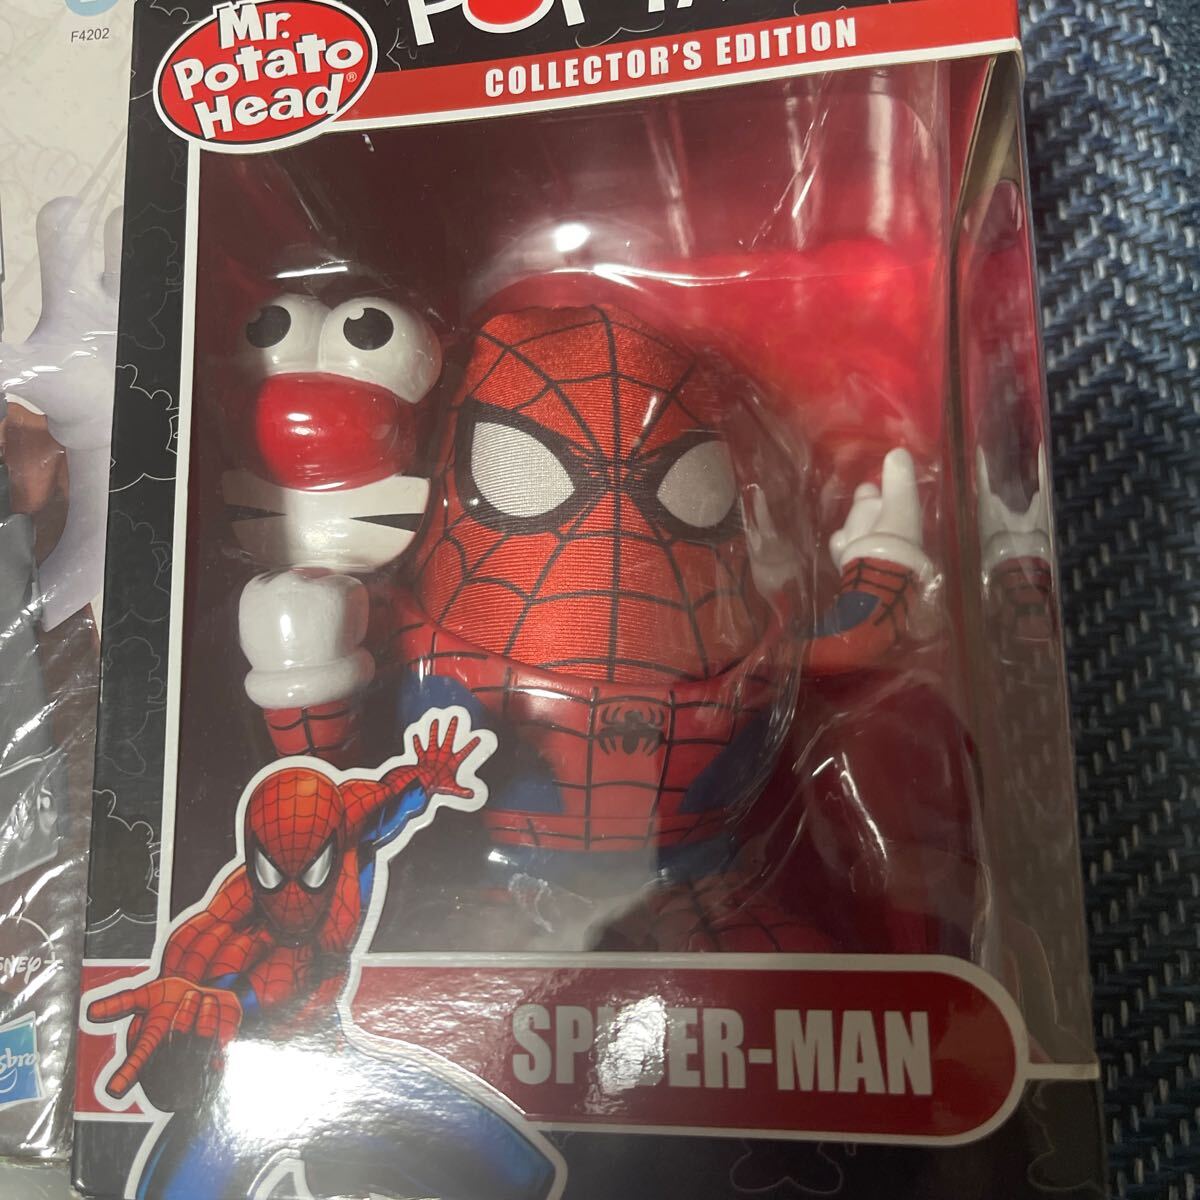 F4202
Mr.
Potato
Head®
COLLECTOR'S EDITION
SPIDER-MAN